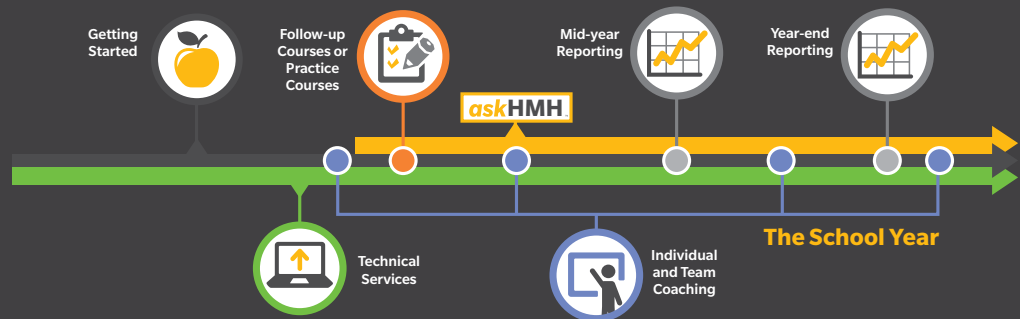 Getting
Started
Follow-up
Courses or
Practice
Courses
Mid-year
Reporting
Year-end
Reporting
askHMH
Technical
Services
Individual
and Team
Coaching
The School Year